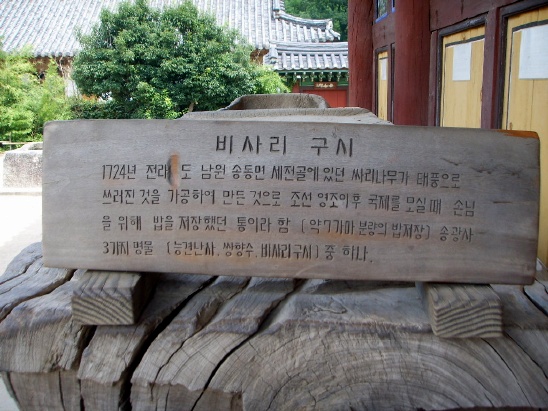 비사리 구시
1724년 전라 도 남원 송동면 세전골에 있던 싸리나무가 태풍으로
쓰러진 것을 가공하여 만든 것으로 조선 영조이후 국제를 모실때 손님
을 위해 밥을 저장했던 통이라 함 (약7가마 분량의 밥저장) 송광사
3가지 명물 (능견난사, 쌍향수, 비사리구시) 중 하나.